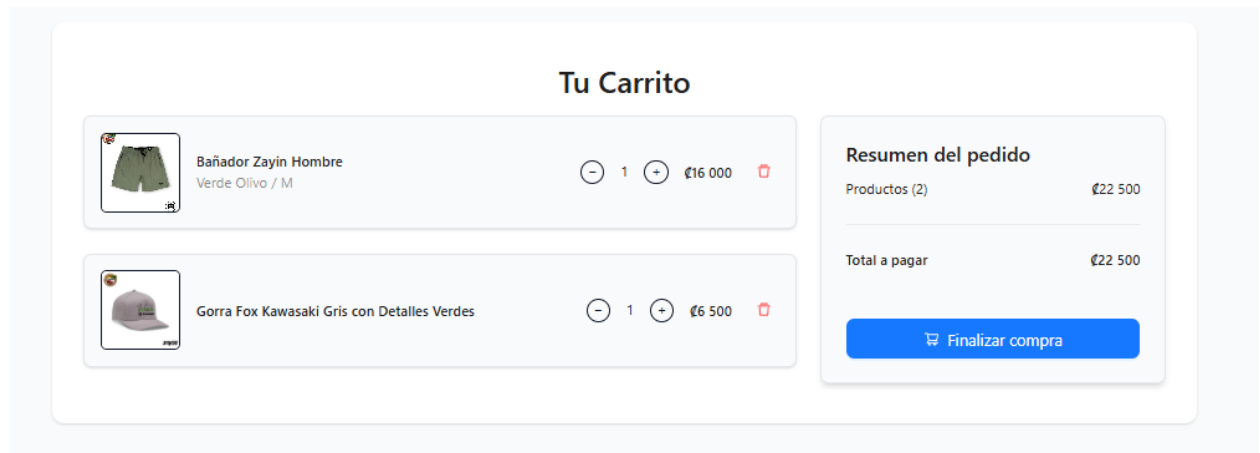 Tu Carrito
Bañador Zayin Hombre
Verde Olivo / M
1
₡16 000
Gorra Fox Kawasaki Gris con Detalles Verdes
1
₡6 500
Resumen del pedido
Productos (2) ₡22 500
Total a pagar ₡22 500
Finalizar compra